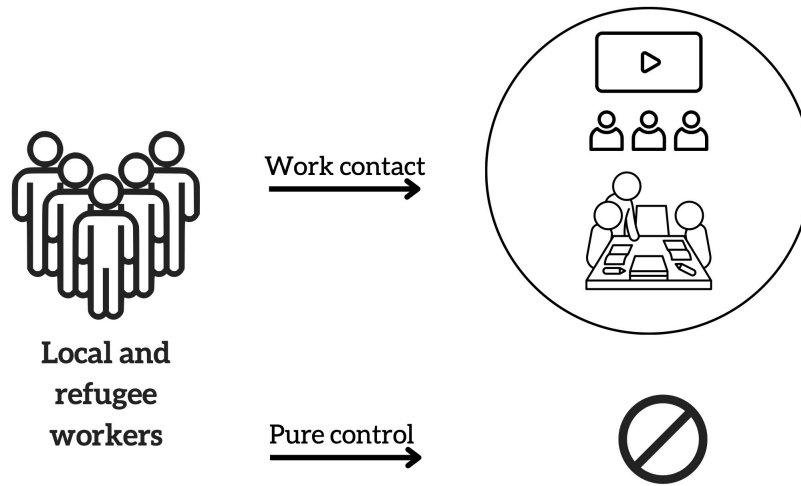 Work contact
Local and
refugee
workers
Pure control